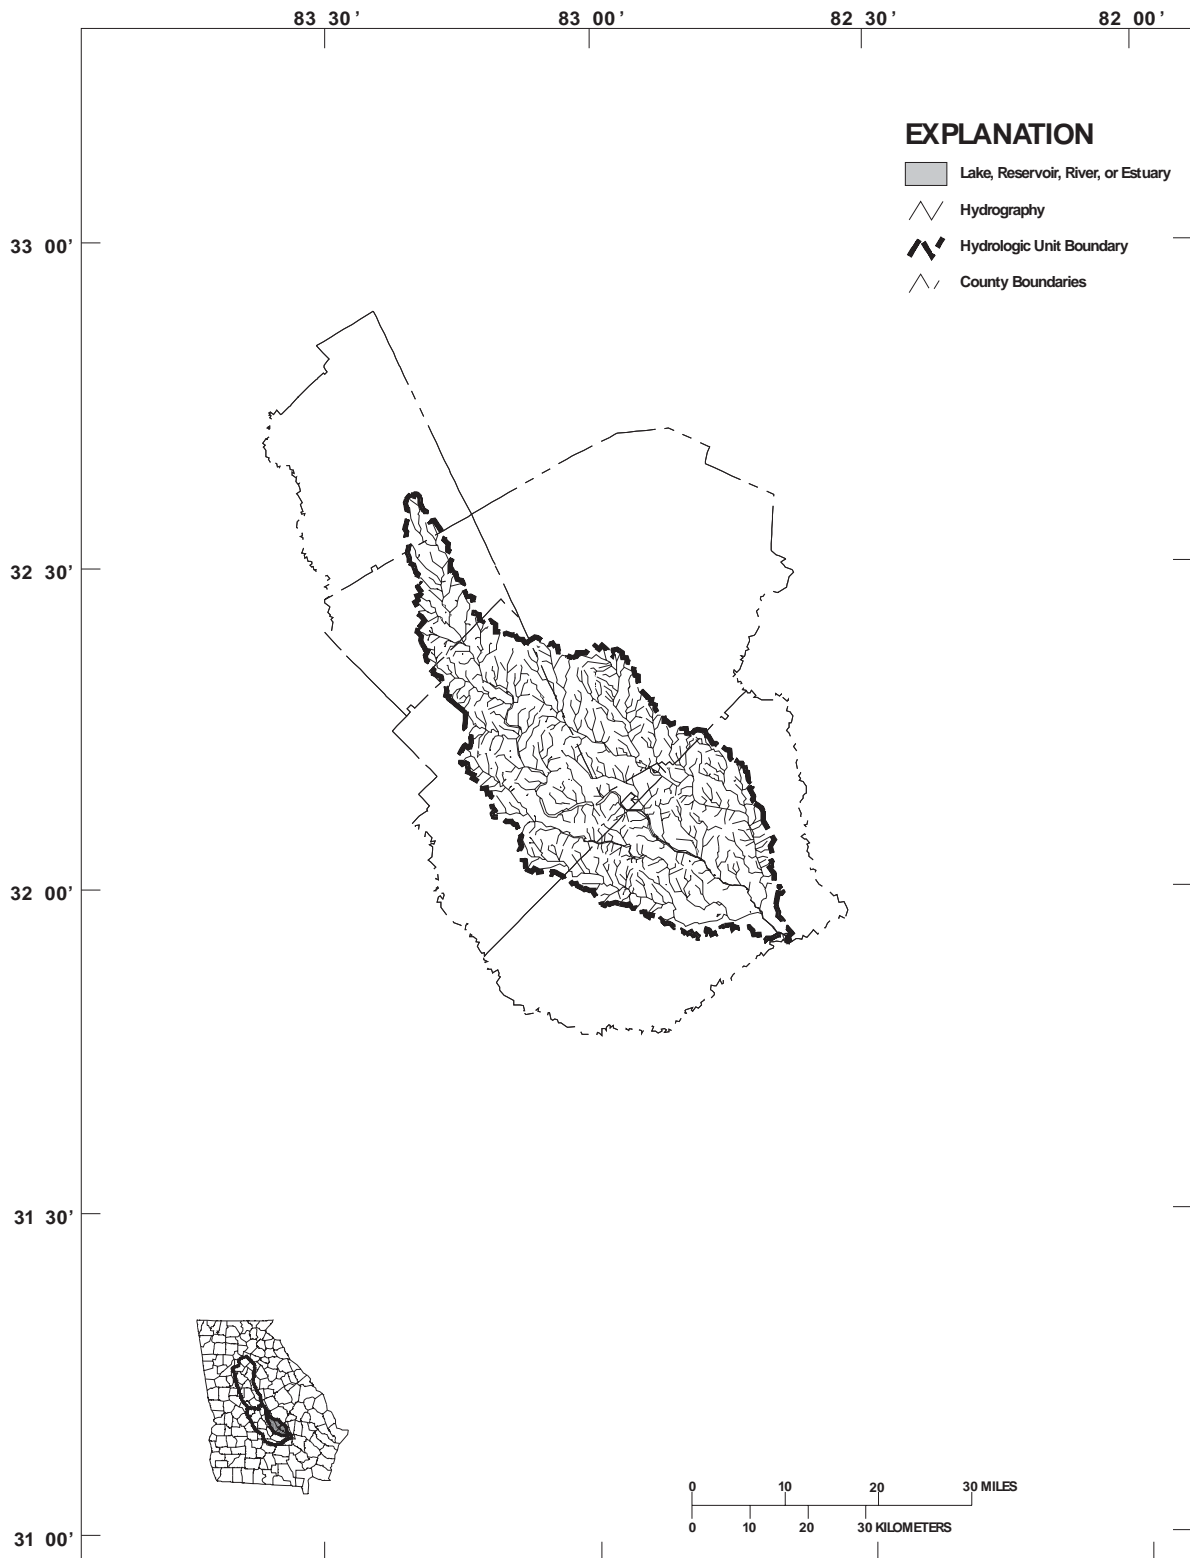 83 30’ 83 00’ 82 30’ 82 00’
EXPLANATION
Lake, Reservoir, River, or Estuary
Hydrography
Hydrologic Unit Boundary
County Boundaries
33 00’
32 30’
32 00’
31 30’
31 00’
0 10 20 30 MILES
0 10 20 30 KILOMETERS